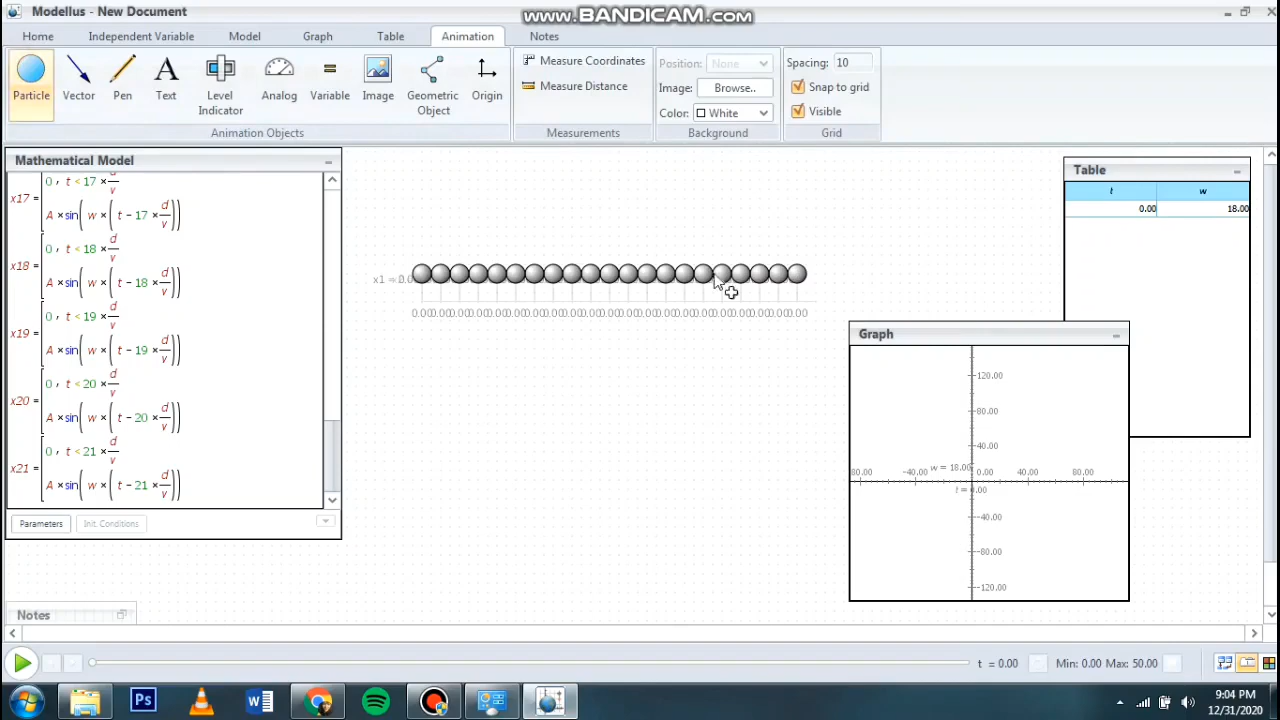 Modellus - New Document
www.BANDICAM.com
Home
Independent Variable
Model
Graph
Table
Animation
Notes
Particle
Vector
Pen
Text
Level Indicator
Analog
Variable
Image
Geometric Object
Origin
Animation Objects
Measure Coordinates
Measure Distance
Measurements
Position: None
Image: Browse..
Color: White
Background
Spacing: 10
Snap to grid
Visible
Grid
Mathematical Model
x17 = 0 , t < 17 × d/v
A × sin( w × ( t − 17 × d/v ) )
x18 = 0 , t < 18 × d/v
A × sin( w × ( t − 18 × d/v ) )
x19 = 0 , t < 19 × d/v
A × sin( w × ( t − 19 × d/v ) )
x20 = 0 , t < 20 × d/v
A × sin( w × ( t − 20 × d/v ) )
x21 = 0 , t < 21 × d/v
A × sin( w × ( t − 21 × d/v ) )
Parameters
Init. Conditions
Notes
Table
t w
0.00 18.00
Graph
120.00
80.00
40.00
-40.00 0.00 40.00 80.00
w = 18.00
-40.00
-80.00
-120.00
t = 0.00
Min: 0.00 Max: 50.00
9:04 PM
12/31/2020